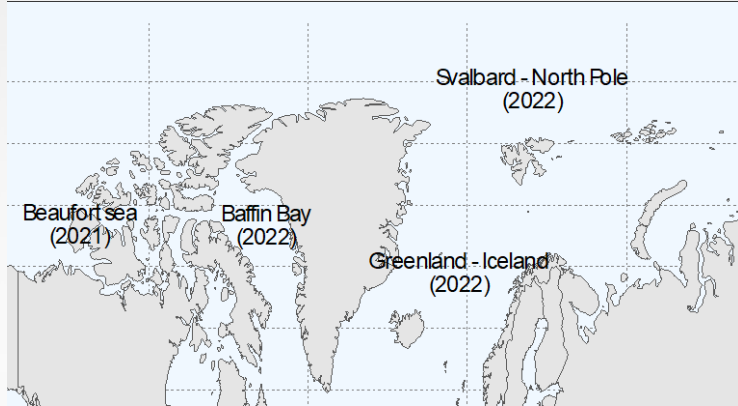 Svalbard - North Pole
(2022)
Beaufort sea
(2021)
Baffin Bay
(2022)
Greenland - Iceland
(2022)